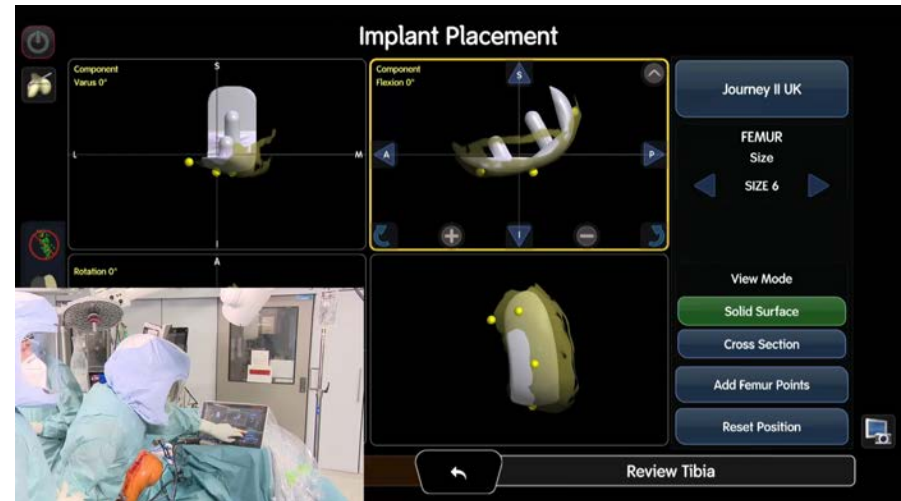 Implant Placement
Component
Varus 0°
S
L
M
I
Component
Flexion 0°
S
A
P
I
Journey II UK
FEMUR
Size
SIZE 6
Rotation 0°
A
View Mode
Solid Surface
Cross Section
Add Femur Points
Reset Position
Review Tibia